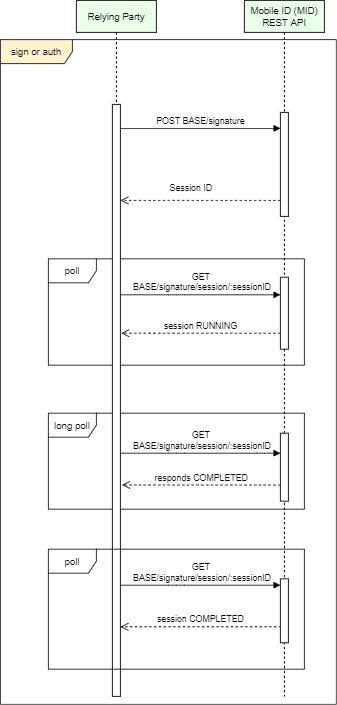 Relying Party
Mobile ID (MID)
REST API
sign or auth
POST BASE/signature
Session ID
poll
GET
BASE/signature/session/:sessionID
session RUNNING
long poll
GET
BASE/signature/session/:sessionID
responds COMPLETED
poll
GET
BASE/signature/session/:sessionID
session COMPLETED